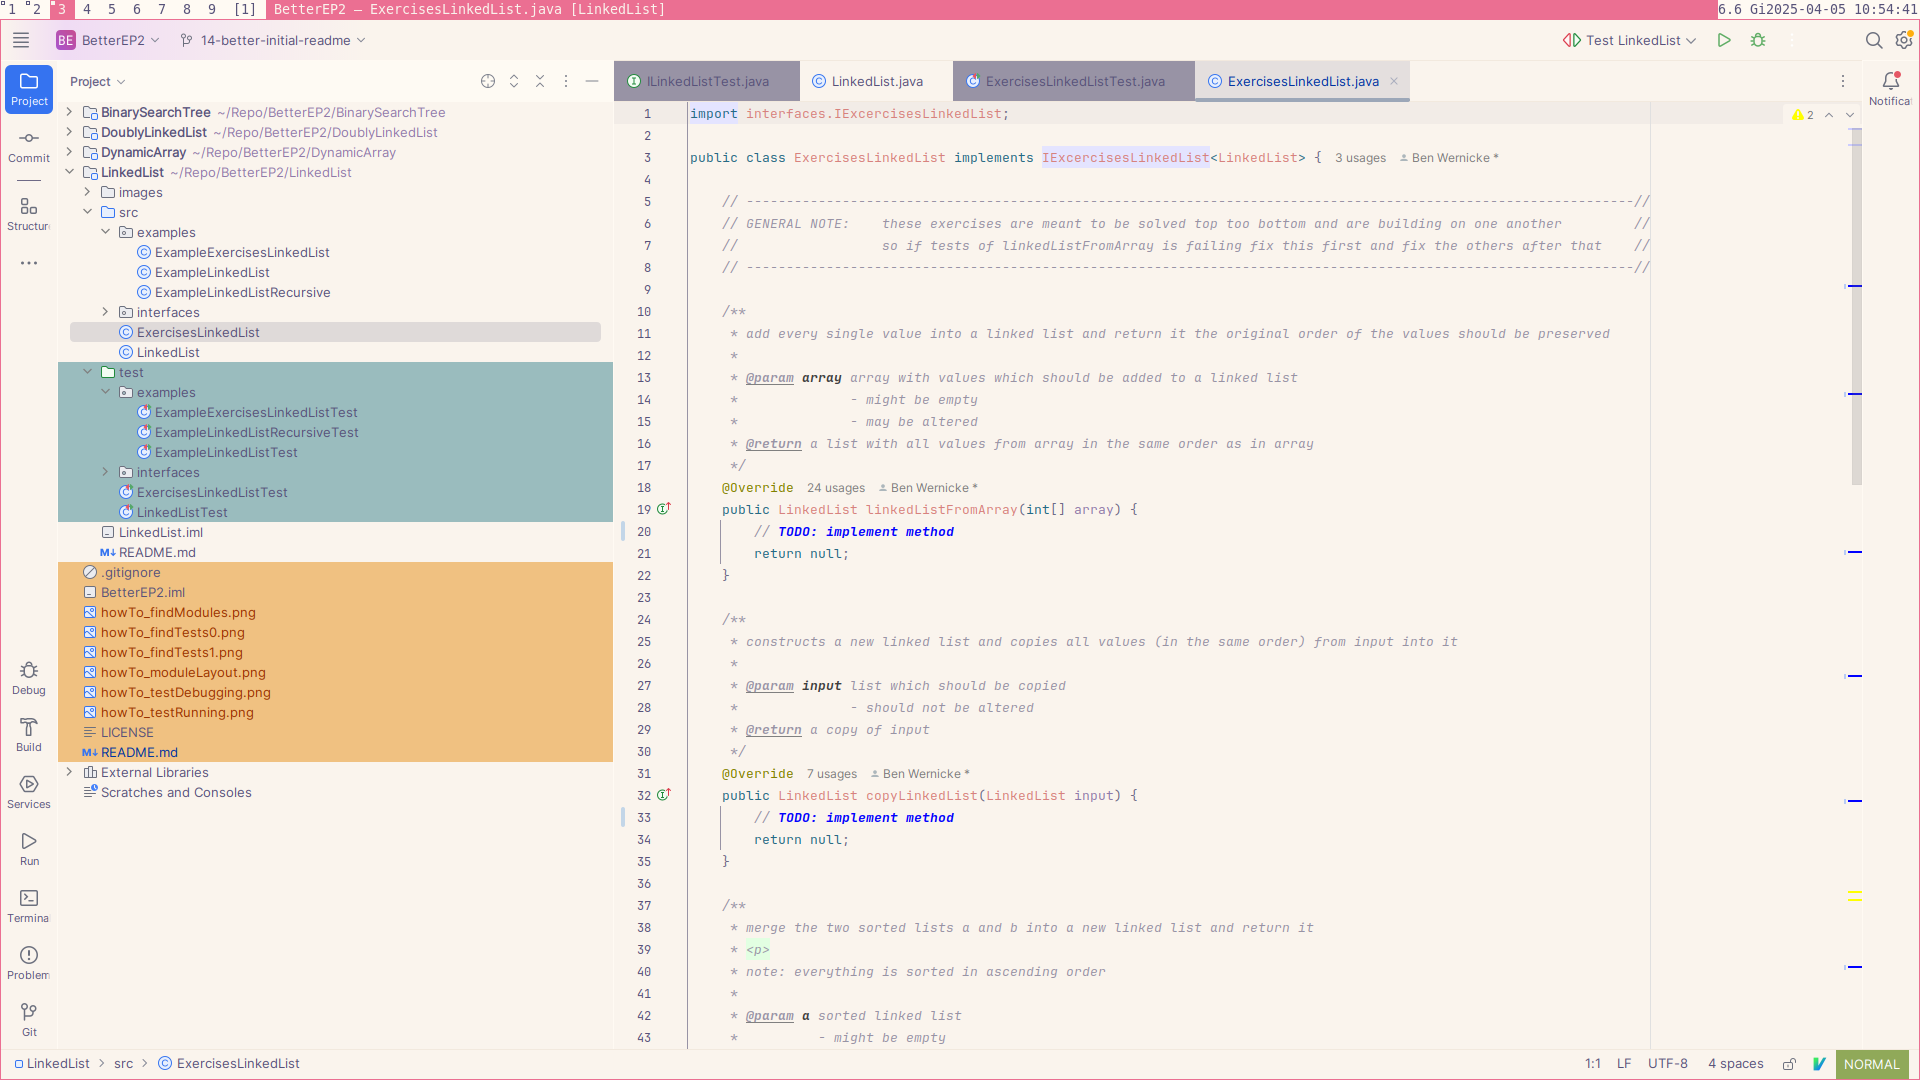 1 2 3 4 5 6 7 8 9 [1] BetterEP2 – ExercisesLinkedList.java [LinkedList] 6.6 Gi2025-04-05 10:54:41
BE BetterEP2 14-better-initial-readme Test LinkedList
Project
ILinkedListTest.java LinkedList.java ExercisesLinkedListTest.java ExercisesLinkedList.java
Project
Commit
Structure
Debug
Build
Services
Run
Termina
Problem
Git
Notificat
BinarySearchTree ~/Repo/BetterEP2/BinarySearchTree
DoublyLinkedList ~/Repo/BetterEP2/DoublyLinkedList
DynamicArray ~/Repo/BetterEP2/DynamicArray
LinkedList ~/Repo/BetterEP2/LinkedList
images
src
examples
ExampleExercisesLinkedList
ExampleLinkedList
ExampleLinkedListRecursive
interfaces
ExercisesLinkedList
LinkedList
test
examples
ExampleExercisesLinkedListTest
ExampleLinkedListRecursiveTest
ExampleLinkedListTest
interfaces
ExercisesLinkedListTest
LinkedListTest
LinkedList.iml
M↓ README.md
.gitignore
BetterEP2.iml
howTo_findModules.png
howTo_findTests0.png
howTo_findTests1.png
howTo_moduleLayout.png
howTo_testDebugging.png
howTo_testRunning.png
LICENSE
M↓ README.md
External Libraries
Scratches and Consoles
2
1 import interfaces.IExcercisesLinkedList;
2
3 public class ExercisesLinkedList implements IExcercisesLinkedList<LinkedList> { 3 usages Ben Wernicke *
4
5 // ---------------------------------------------------------------------------------------------------------------//
6 // GENERAL NOTE: these exercises are meant to be solved top too bottom and are building on one another //
7 // so if tests of linkedListFromArray is failing fix this first and fix the others after that //
8 // ---------------------------------------------------------------------------------------------------------------//
9
10 /**
11 * add every single value into a linked list and return it the original order of the values should be preserved
12 *
13 * @param array array with values which should be added to a linked list
14 * - might be empty
15 * - may be altered
16 * @return a list with all values from array in the same order as in array
17 */
18 @Override 24 usages Ben Wernicke *
19 public LinkedList linkedListFromArray(int[] array) {
20 // TODO: implement method
21 return null;
22 }
23
24 /**
25 * constructs a new linked list and copies all values (in the same order) from input into it
26 *
27 * @param input list which should be copied
28 * - should not be altered
29 * @return a copy of input
30 */
31 @Override 7 usages Ben Wernicke *
32 public LinkedList copyLinkedList(LinkedList input) {
33 // TODO: implement method
34 return null;
35 }
36
37 /**
38 * merge the two sorted lists a and b into a new linked list and return it
39 * <p>
40 * note: everything is sorted in ascending order
41 *
42 * @param a sorted linked list
43 * - might be empty
LinkedList > src > ExercisesLinkedList 1:1 LF UTF-8 4 spaces NORMAL